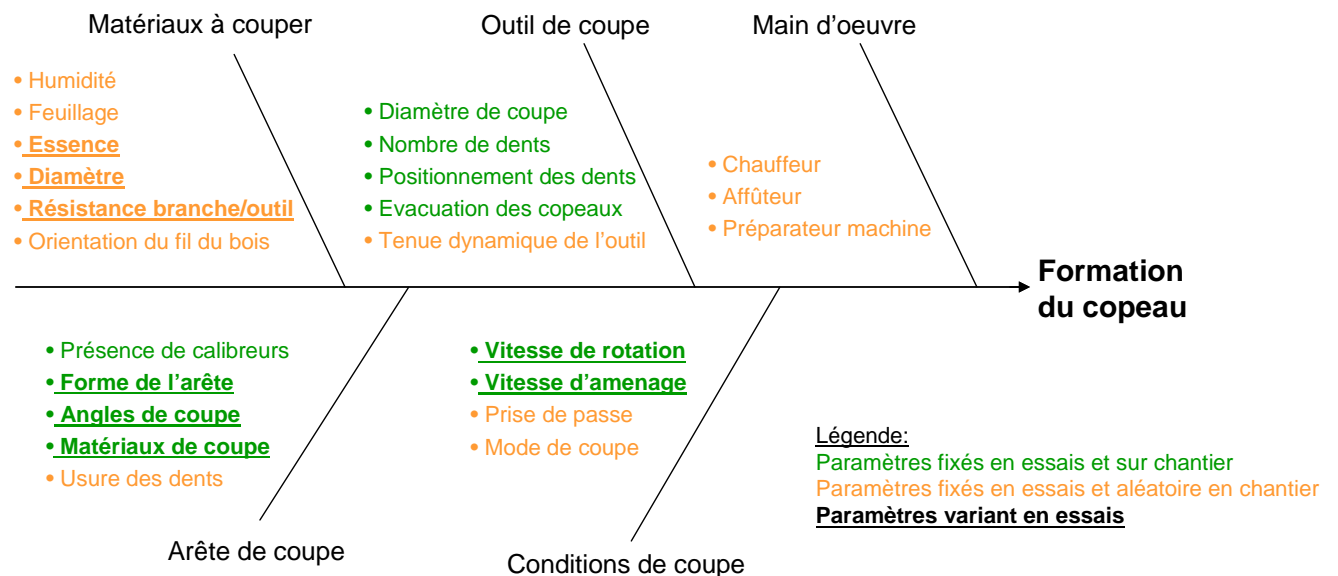 Matériaux à couper
• Humidité
• Feuillage
• Essence
• Diamètre
• Résistance branche/outil
• Orientation du fil du bois
Outil de coupe
• Diamètre de coupe
• Nombre de dents
• Positionnement des dents
• Evacuation des copeaux
• Tenue dynamique de l'outil
Main d'oeuvre
• Chauffeur
• Affûteur
• Préparateur machine
Formation
du copeau
• Présence de calibreurs
• Forme de l'arête
• Angles de coupe
• Matériaux de coupe
• Usure des dents
Arête de coupe
• Vitesse de rotation
• Vitesse d'amenage
• Prise de passe
• Mode de coupe
Conditions de coupe
Légende:
Paramètres fixés en essais et sur chantier
Paramètres fixés en essais et aléatoire en chantier
Paramètres variant en essais